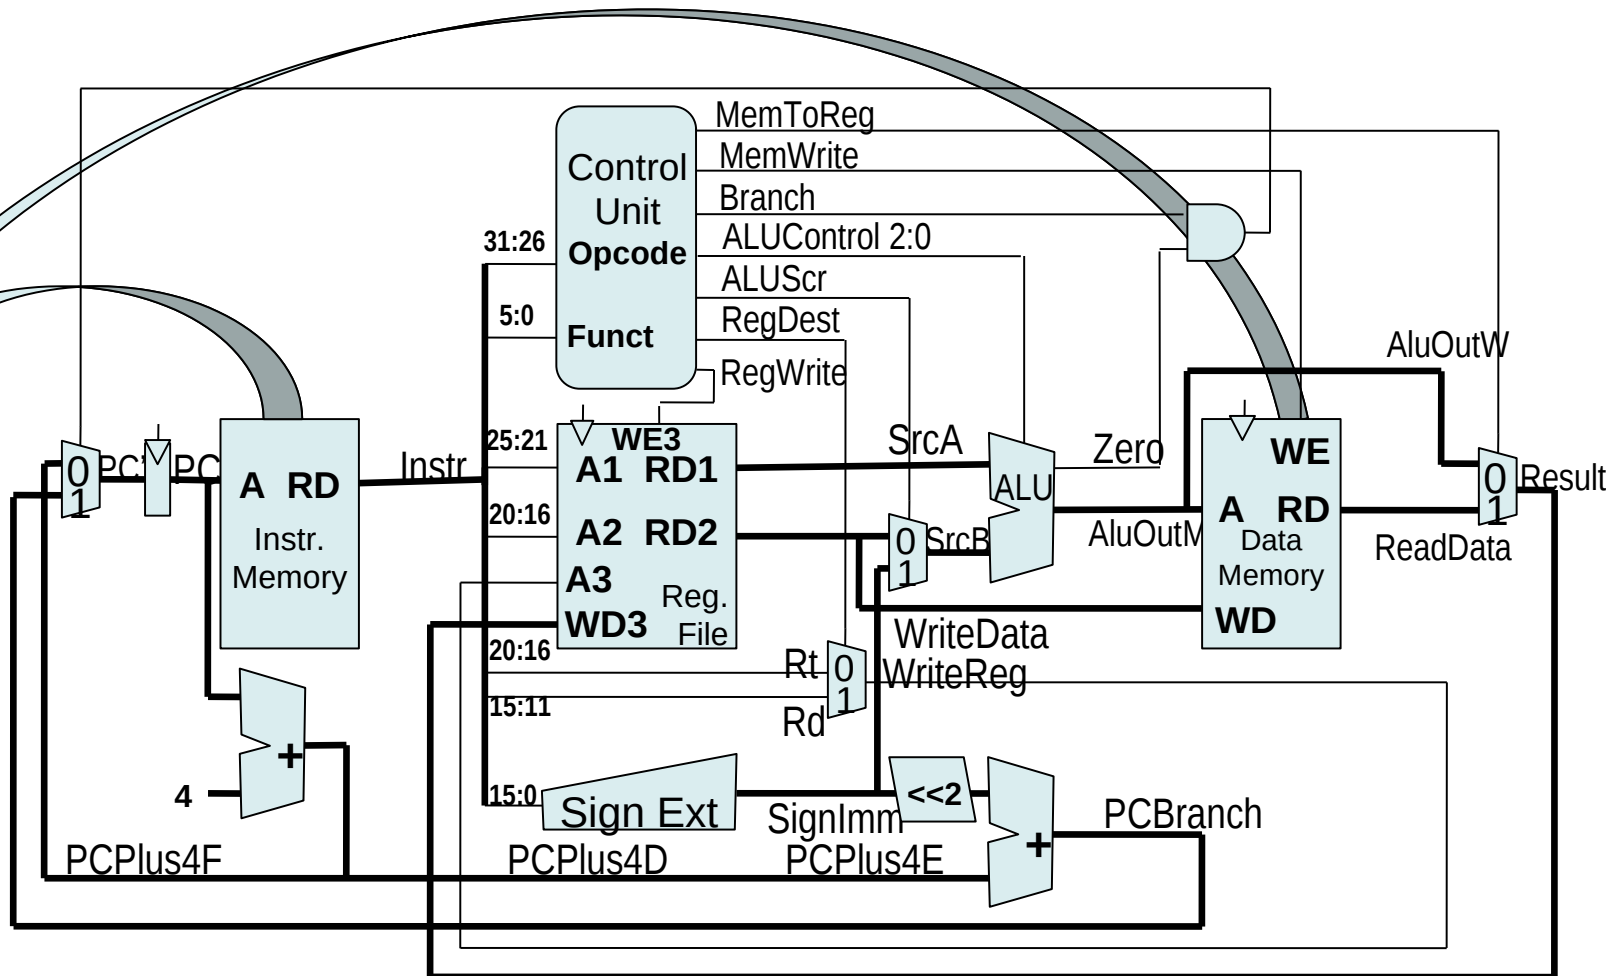 MemToReg
Control
Unit
Opcode
Funct
MemWrite
Branch
ALUControl 2:0
ALUScr
RegDest
RegWrite
31:26
5:0
AluOutW
25:21
WE3
A1 RD1
SrcA
Zero
WE
0
1
PC'
PC
A RD
Instr.
Memory
Instr
20:16
A2 RD2
A3
WD3
Reg.
File
0
1
SrcB
ALU
AluOutM
A RD
Data
Memory
WD
ReadData
0
1
Result
WriteData
20:16
Rt
0
1
WriteReg
15:11
Rd
+
4
15:0
Sign Ext
SignImm
<<2
+
PCBranch
PCPlus4F
PCPlus4D
PCPlus4E